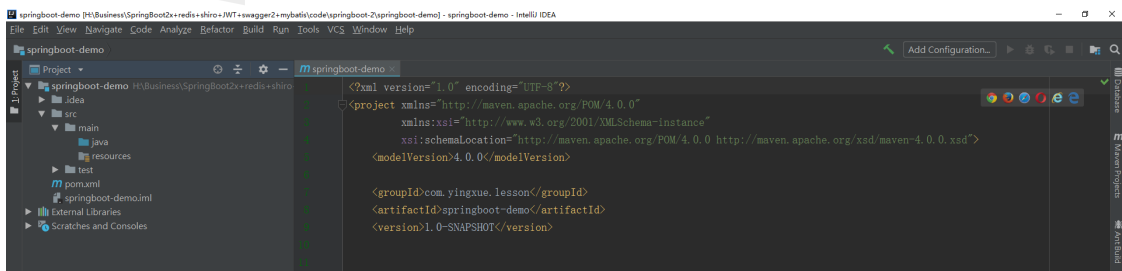 springboot-demo [H:\Business\SpringBoot2x+redis+shiro+JWT+swagger2+mybatis\code\springboot-2\springboot-demo] - springboot-demo - IntelliJ IDEA
File Edit View Navigate Code Analyze Refactor Build Run Tools VCS Window Help
springboot-demo
Add Configuration...
Project
springboot-demo
1: Project
springboot-demo H:\Business\SpringBoot2x+redis+shiro
.idea
src
main
java
resources
test
pom.xml
springboot-demo.iml
External Libraries
Scratches and Consoles
<?xml version="1.0" encoding="UTF-8"?>
<project xmlns="http://maven.apache.org/POM/4.0.0"
xmlns:xsi="http://www.w3.org/2001/XMLSchema-instance"
xsi:schemaLocation="http://maven.apache.org/POM/4.0.0 http://maven.apache.org/xsd/maven-4.0.0.xsd">
<modelVersion>4.0.0</modelVersion>
<groupId>com.yingxue.lesson</groupId>
<artifactId>springboot-demo</artifactId>
<version>1.0-SNAPSHOT</version>
Database
Maven Projects
Ant Build